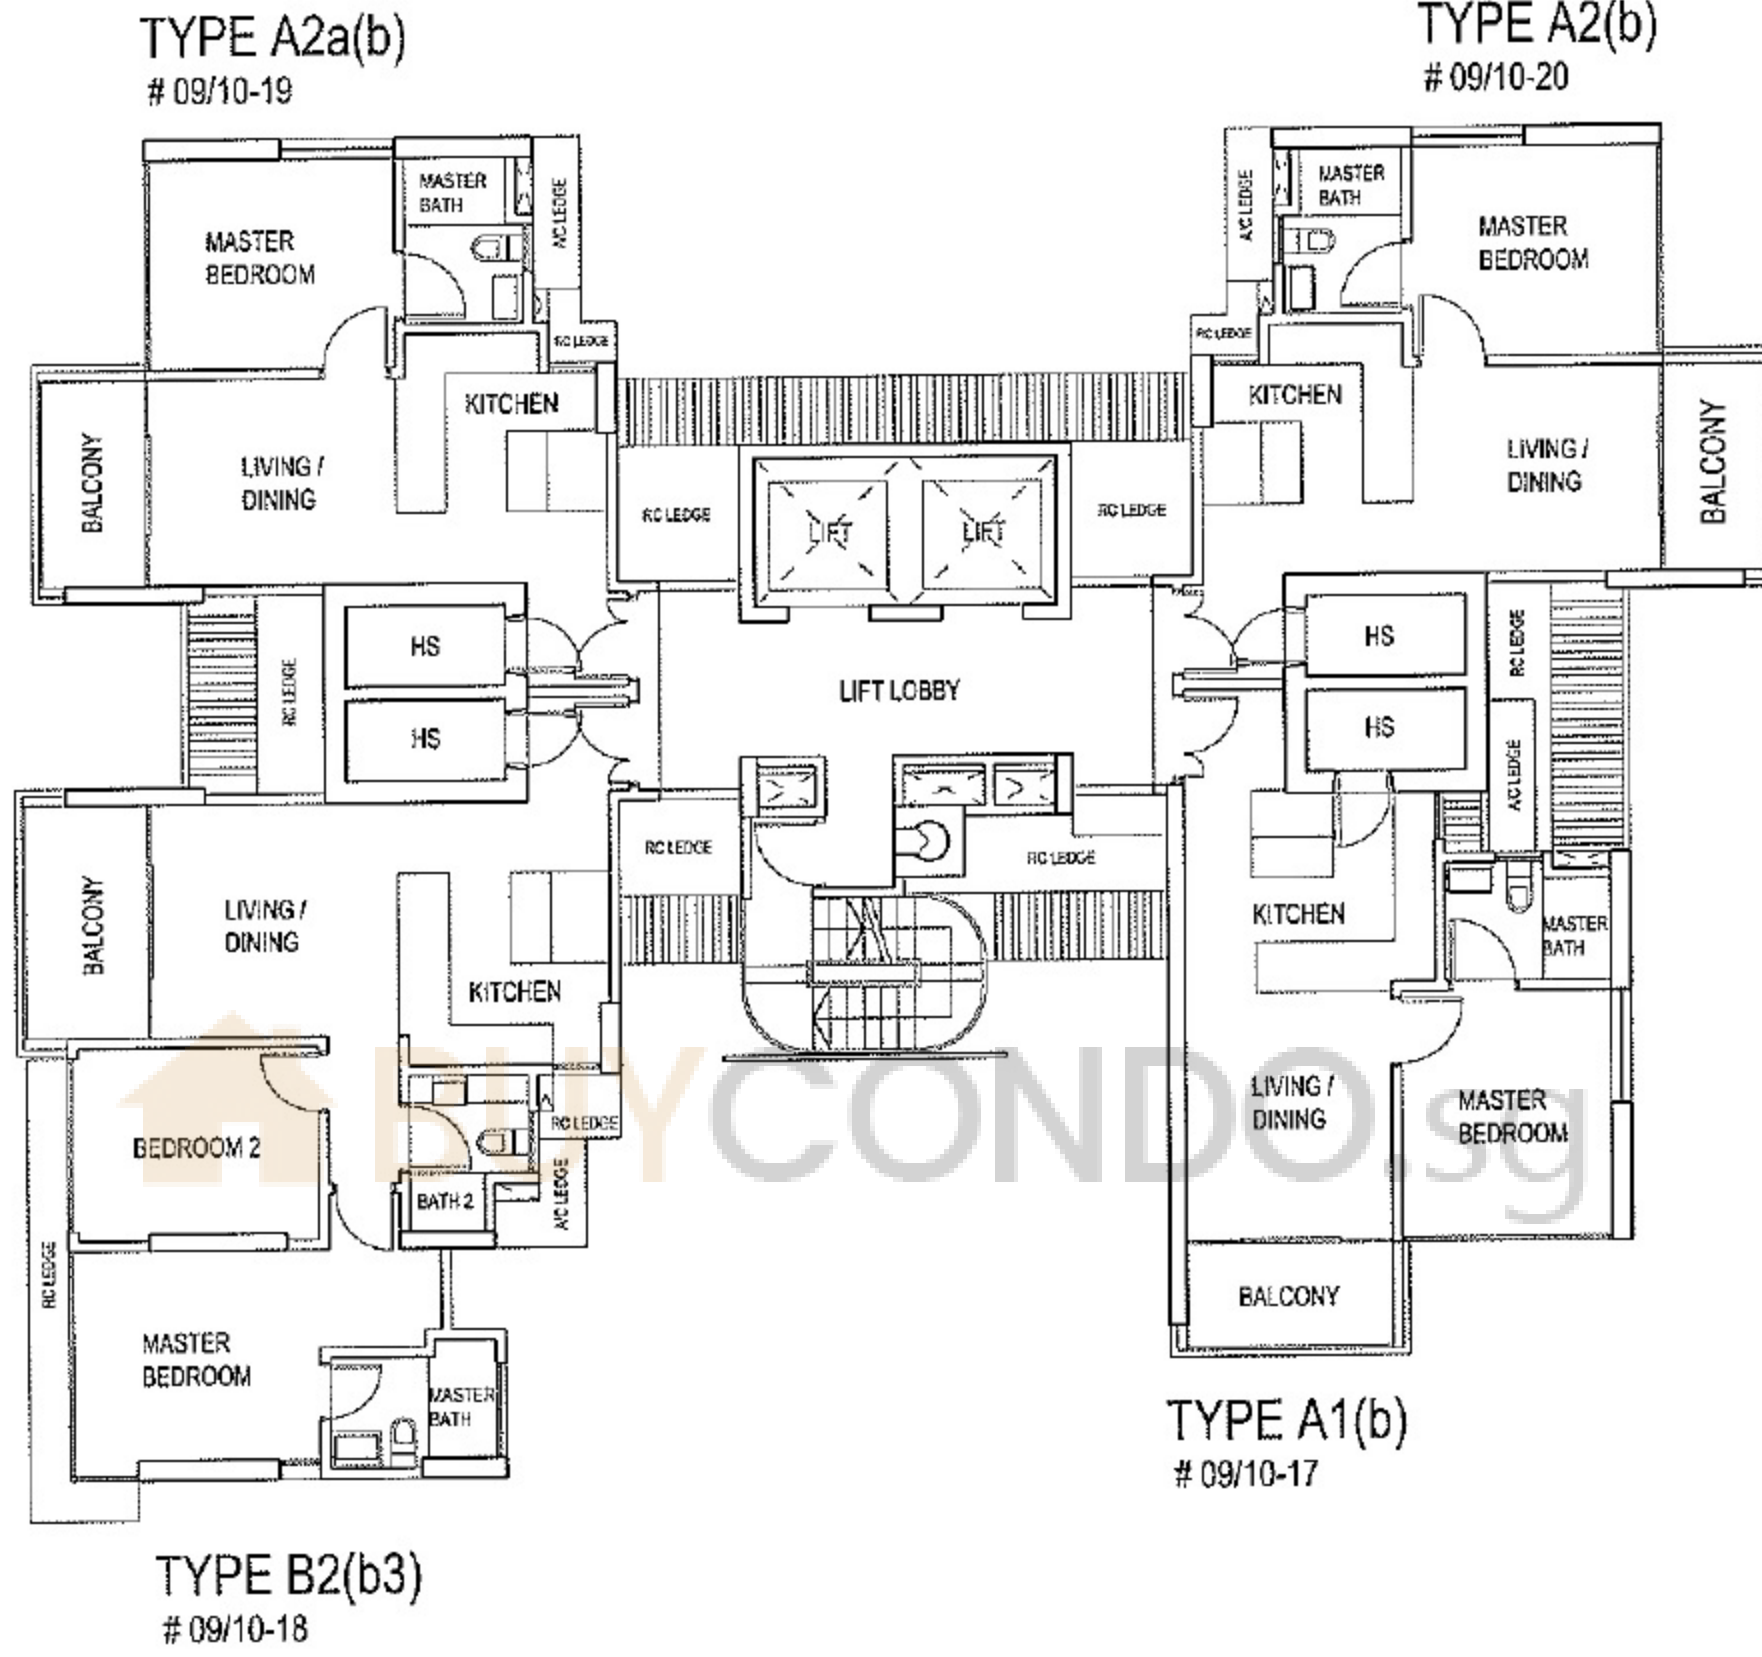 TYPE A2a(b)
# 09/10-19
TYPE A2(b)
# 09/10-20
MASTER
BATH
A/C LEDGE
MASTER
BEDROOM
RC LEDGE
KITCHEN
BALCONY
LIVING /
DINING
RC LEDGE
LIFT
LIFT
RC LEDGE
A/C LEDGE
MASTER
BATH
MASTER
BEDROOM
RC LEDGE
KITCHEN
LIVING /
DINING
BALCONY
RC LEDGE
HS
HS
LIFT LOBBY
HS
HS
RC LEDGE
A/C LEDGE
BALCONY
LIVING /
DINING
KITCHEN
RC LEDGE
RC LEDGE
KITCHEN
MASTER
BATH
BUYCONDO.sg
BEDROOM 2
RC LEDGE
BATH 2
A/C LEDGE
RC LEDGE
LIVING /
DINING
MASTER
BEDROOM
BALCONY
MASTER
BEDROOM
MASTER
BATH
TYPE A1(b)
# 09/10-17
TYPE B2(b3)
# 09/10-18